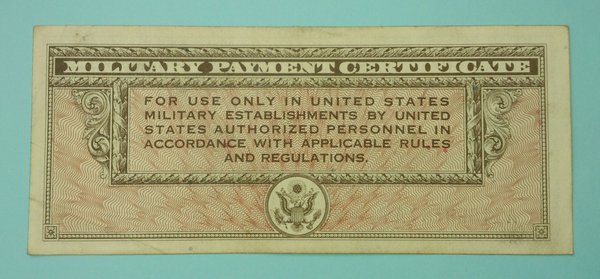 MILITARY PAYMENT CERTIFICATE
FOR USE ONLY IN UNITED STATES
MILITARY ESTABLISHMENTS BY UNITED
STATES AUTHORIZED PERSONNEL IN
ACCORDANCE WITH APPLICABLE RULES
AND REGULATIONS.